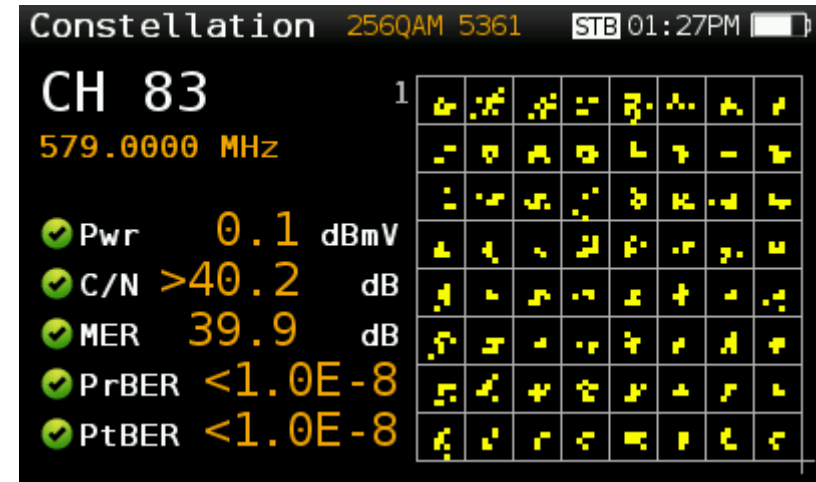 Constellation 256QAM 5361 STB 01:27PM
CH 83 1
579.0000 MHz
Pwr 0.1 dBmV
C/N >40.2 dB
MER 39.9 dB
PrBER <1.0E-8
PtBER <1.0E-8